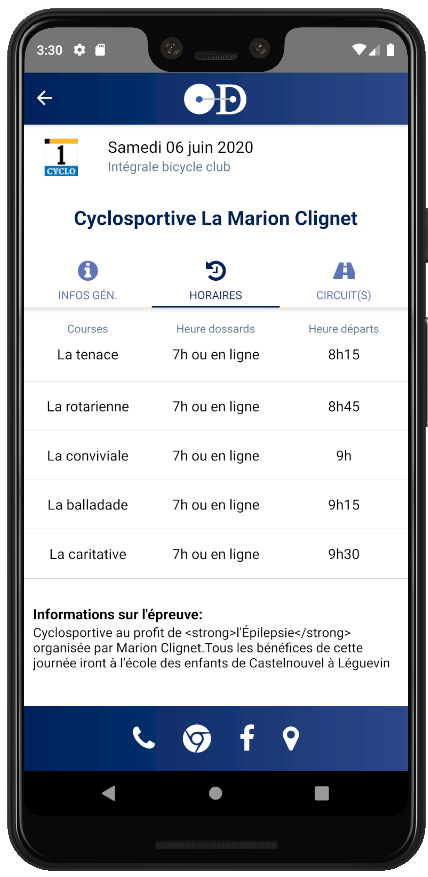 3:30
D
1
CYCLO
Samedi 06 juin 2020
Intégrale bicycle club
Cyclosportive La Marion Clignet
INFOS GÉN. HORAIRES CIRCUIT(S)
Courses Heure dossards Heure départs
La tenace 7h ou en ligne 8h15
La rotarienne 7h ou en ligne 8h45
La conviviale 7h ou en ligne 9h
La balladade 7h ou en ligne 9h15
La caritative 7h ou en ligne 9h30
Informations sur l'épreuve:
Cyclosportive au profit de <strong>l'Épilepsie</strong>
organisée par Marion Clignet.Tous les bénéfices de cette
journée iront à l'école des enfants de Castelnouvel à Léguevin